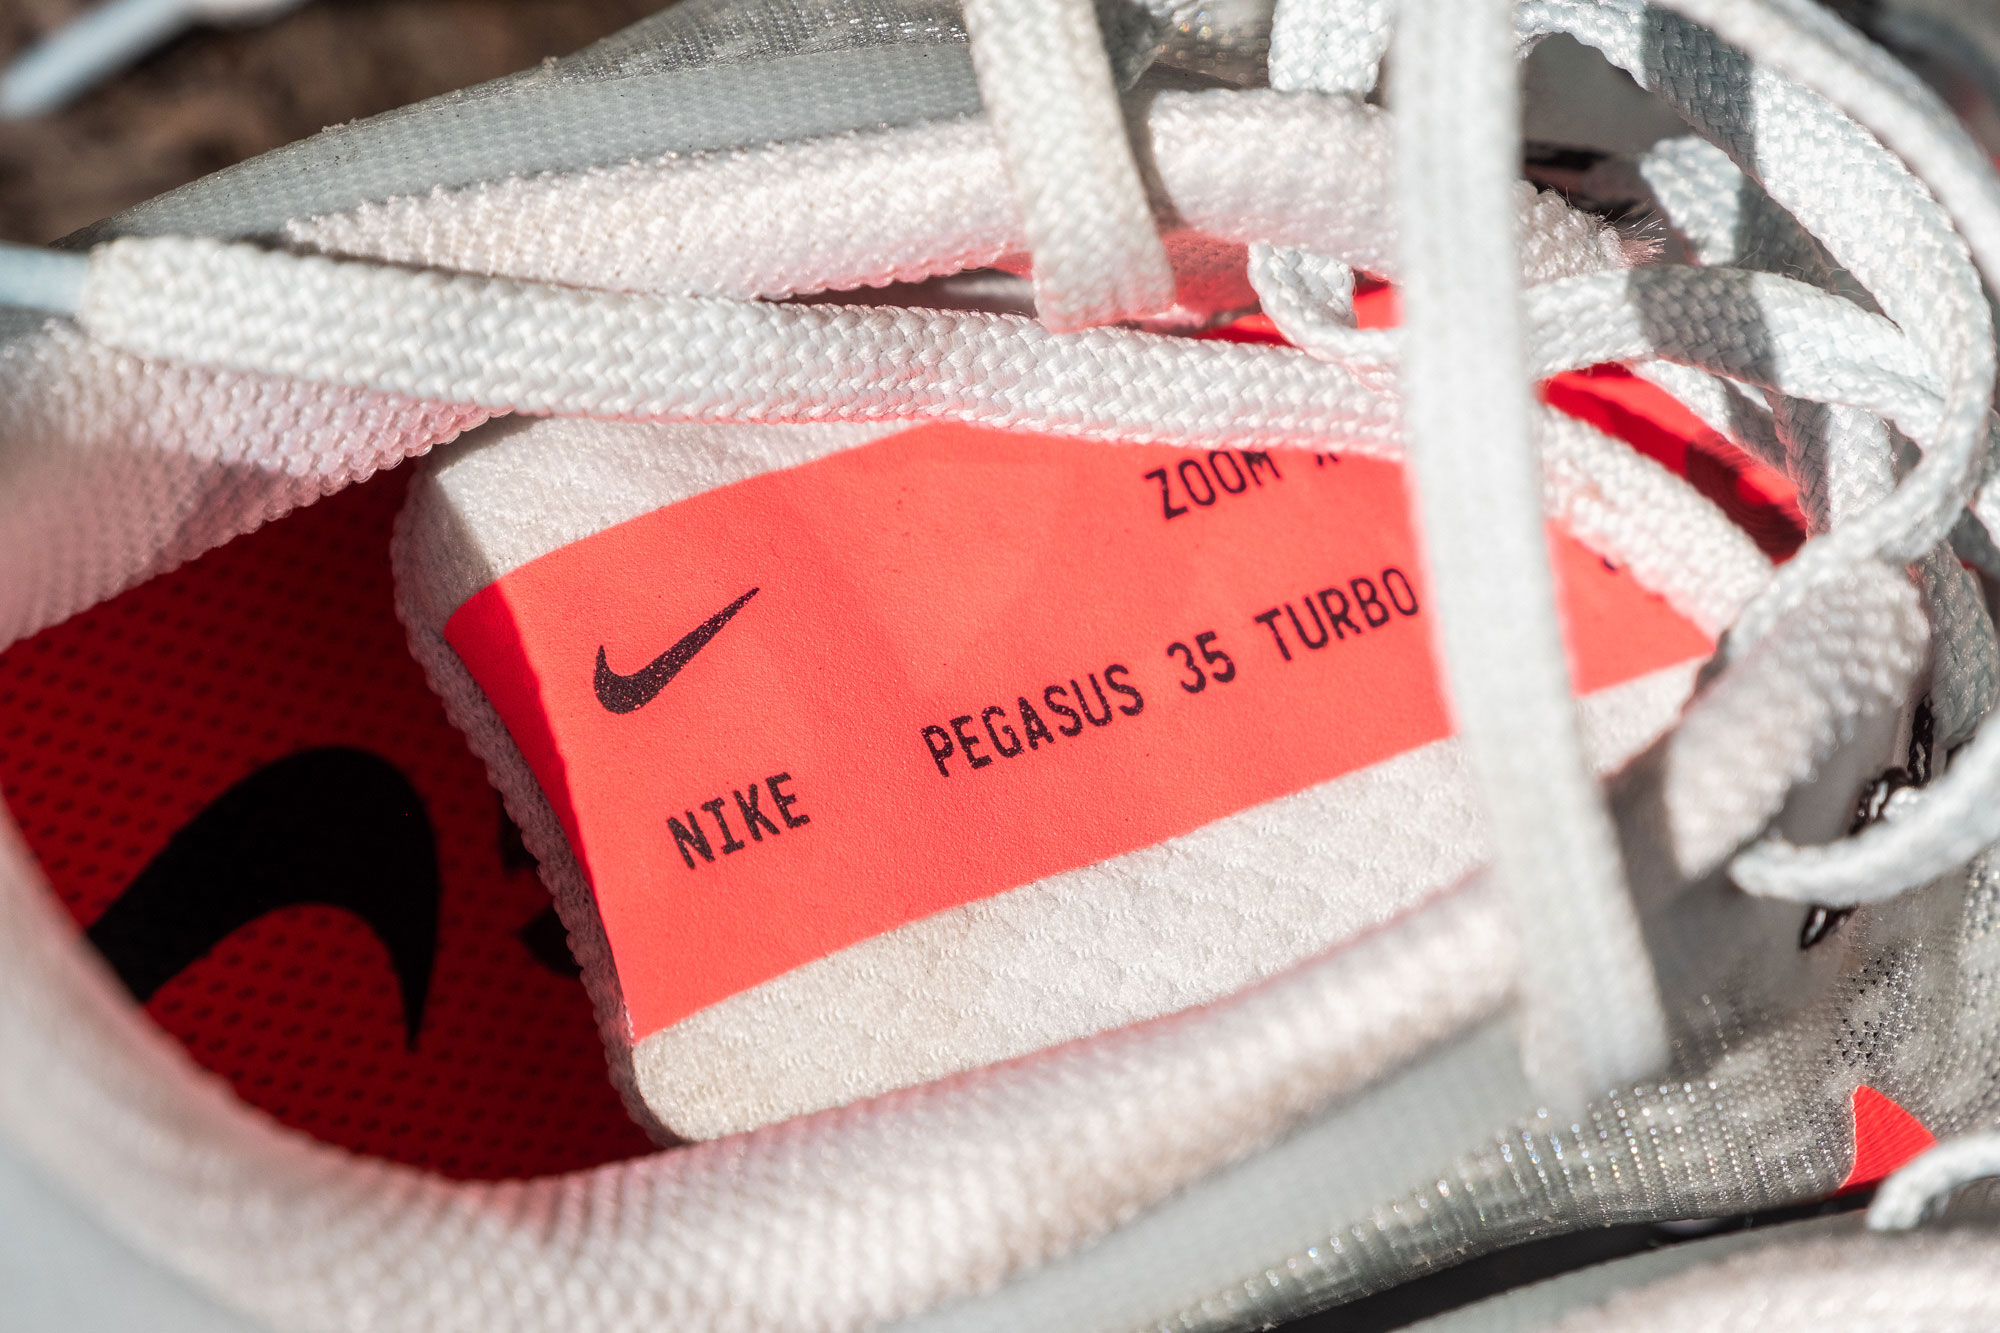 ZOOM X
PEGASUS 35 TURBO
NIKE